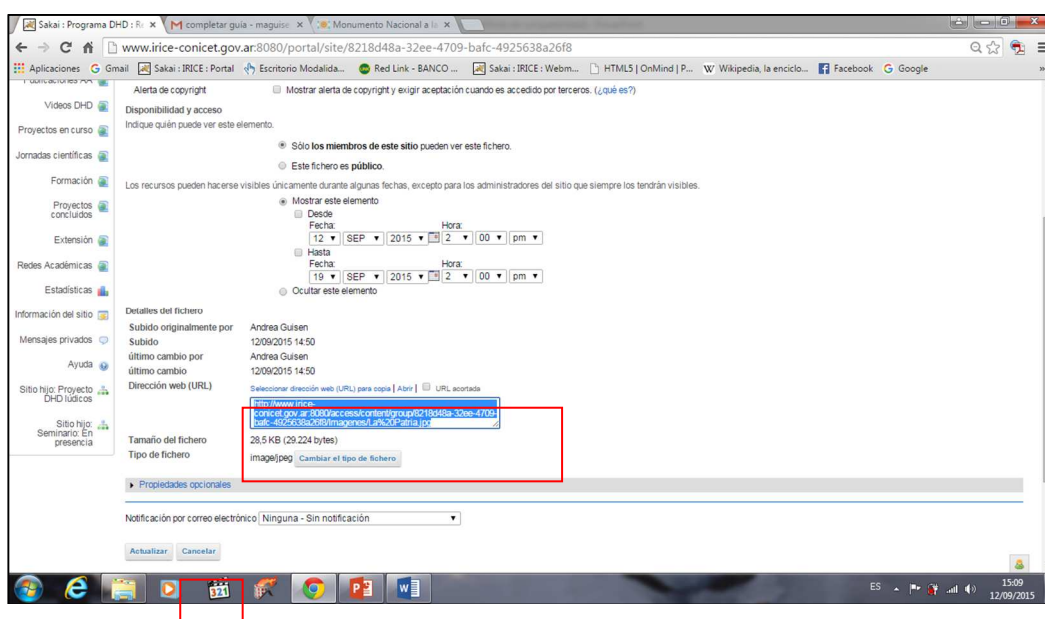 Sakai : Programa DHD : Re
completar guía - maguise
Monumento Nacional a la
www.irice-conicet.gov.ar:8080/portal/site/8218d48a-32ee-4709-bafc-4925638a26f8
Aplicaciones
Gmail
Sakai : IRICE : Portal
Escritorio Modalida...
Red Link - BANCO ...
Sakai : IRICE : Webm...
HTML5 | OnMind | P...
Wikipedia, la enciclo...
Facebook
Google
»
Publicaciones AA
Videos DHD
Proyectos en curso
Jornadas científicas
Formación
Proyectos
concluidos
Extensión
Redes Académicas
Estadísticas
Información del sitio
Mensajes privados
Ayuda
Sitio hijo: Proyecto
DHD lúdicos
Sitio hijo:
Seminario: En
presencia
Alerta de copyright
Mostrar alerta de copyright y exigir aceptación cuando es accedido por terceros. (¿qué es?)
Disponibilidad y acceso
Indique quién puede ver este elemento.
Sólo los miembros de este sitio pueden ver este fichero.
Este fichero es público.
Los recursos pueden hacerse visibles únicamente durante algunas fechas, excepto para los administradores del sitio que siempre los tendrán visibles.
Mostrar este elemento
Desde
Fecha: Hora:
12 SEP 2015 2 00 pm
Hasta
Fecha: Hora:
19 SEP 2015 2 00 pm
Ocultar este elemento
Detalles del fichero
Subido originalmente por Andrea Guisen
Subido 12/09/2015 14:50
último cambio por Andrea Guisen
último cambio 12/09/2015 14:50
Dirección web (URL) Seleccionar dirección web (URL) para copia | Abrir | URL acortada
http://www.irice-
conicet.gov.ar:8080/access/content/group/8218d48a-32ee-4709-
bafc-4925638a26f8/Imagenes/La%20Patria.jpg
Tamaño del fichero 28,5 KB (29.224 bytes)
Tipo de fichero image/jpeg Cambiar el tipo de fichero
Propiedades opcionales
Notificación por correo electrónico Ninguna - Sin notificación
Actualizar Cancelar
321
ES
15:09
12/09/2015